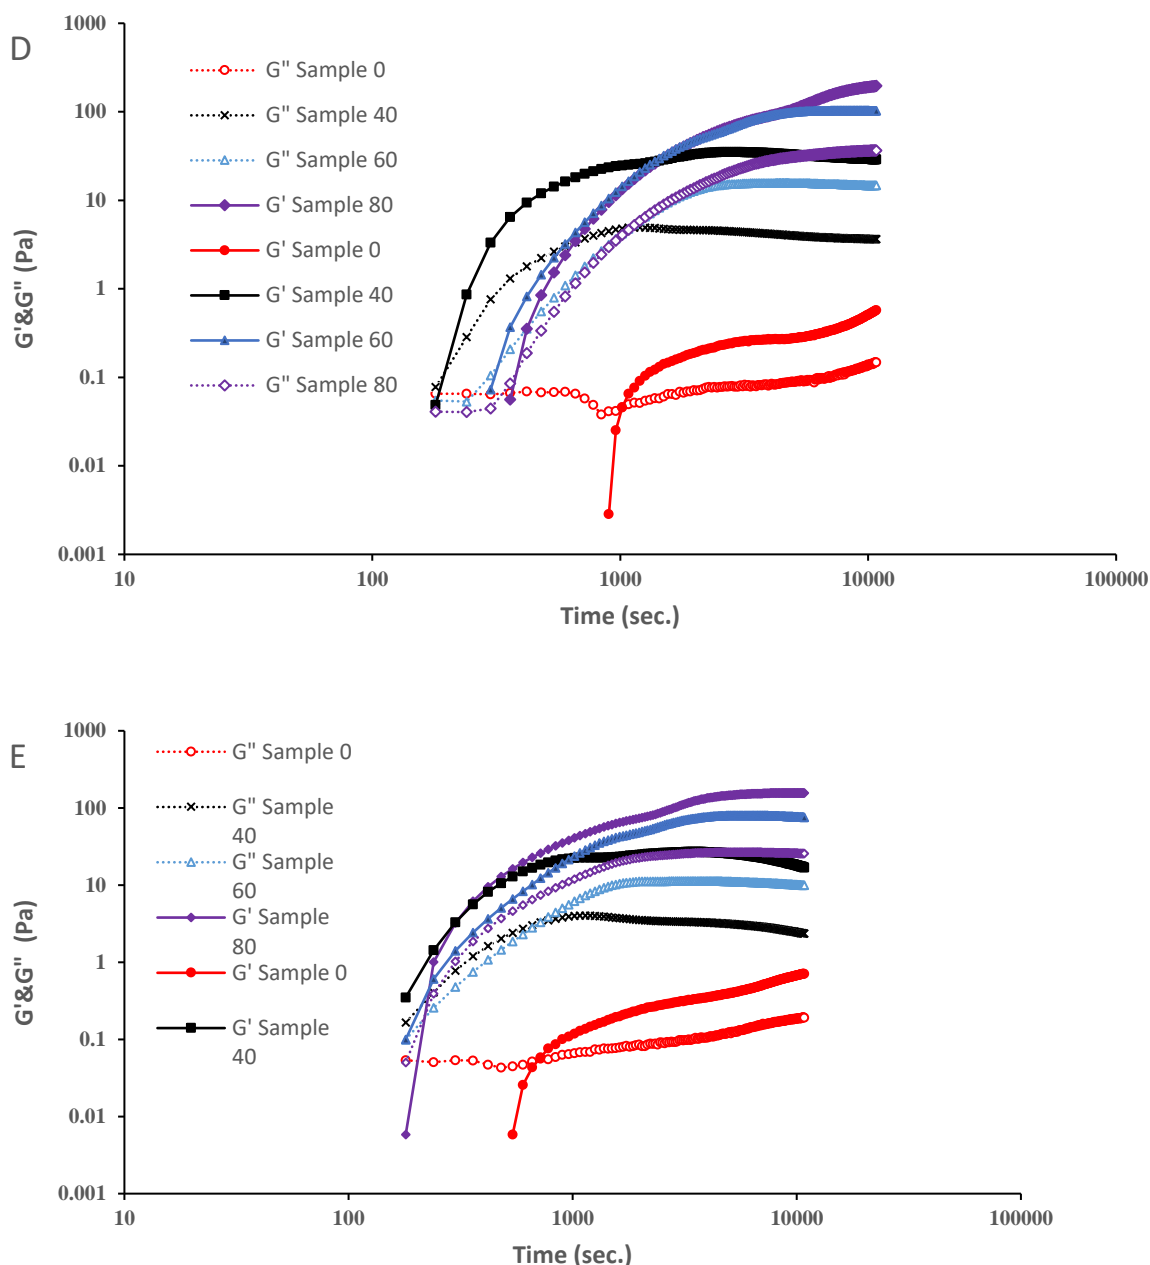 D
1000
100
10
1
0.1
0.01
0.001
G'&G" (Pa)
G" Sample 0
G" Sample 40
G" Sample 60
G' Sample 80
G' Sample 0
G' Sample 40
G' Sample 60
G" Sample 80
10
100
1000
10000
100000
Time (sec.)
E
1000
100
10
1
0.1
0.01
0.001
G'&G" (Pa)
G" Sample 0
G" Sample
40
G" Sample
60
G' Sample
80
G' Sample 0
G' Sample
40
10
100
1000
10000
100000
Time (sec.)